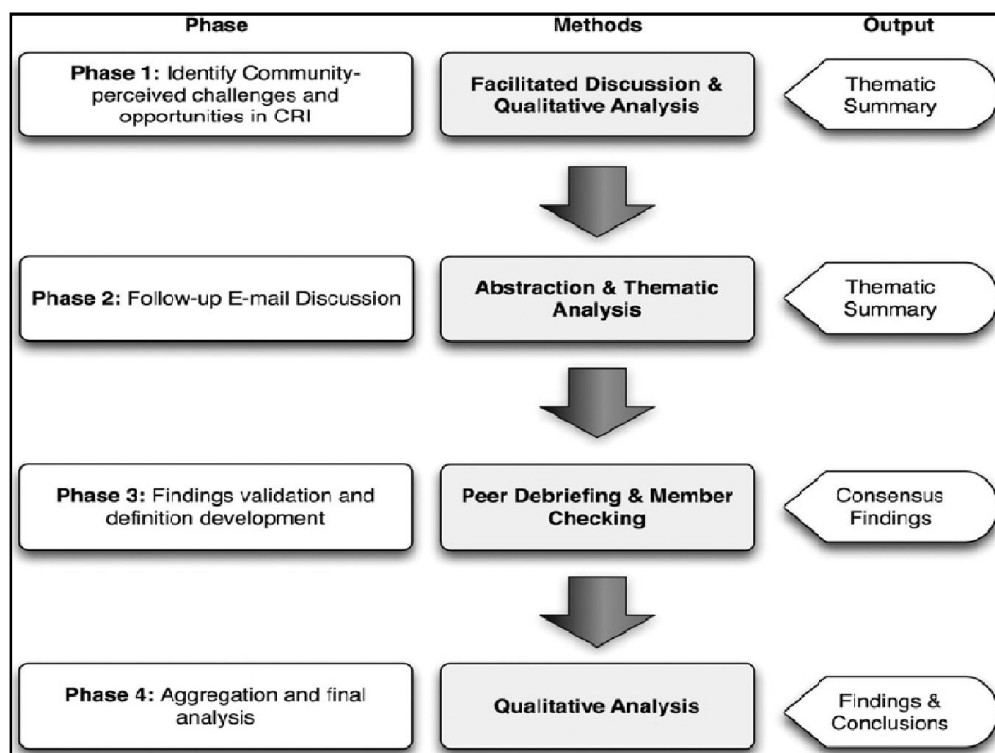 Phase
Methods
Output
Phase 1: Identify Community-
perceived challenges and
opportunities in CRI
Facilitated Discussion &
Qualitative Analysis
Thematic
Summary
Phase 2: Follow-up E-mail Discussion
Abstraction & Thematic
Analysis
Thematic
Summary
Phase 3: Findings validation and
definition development
Peer Debriefing & Member
Checking
Consensus
Findings
Phase 4: Aggregation and final
analysis
Qualitative Analysis
Findings &
Conclusions